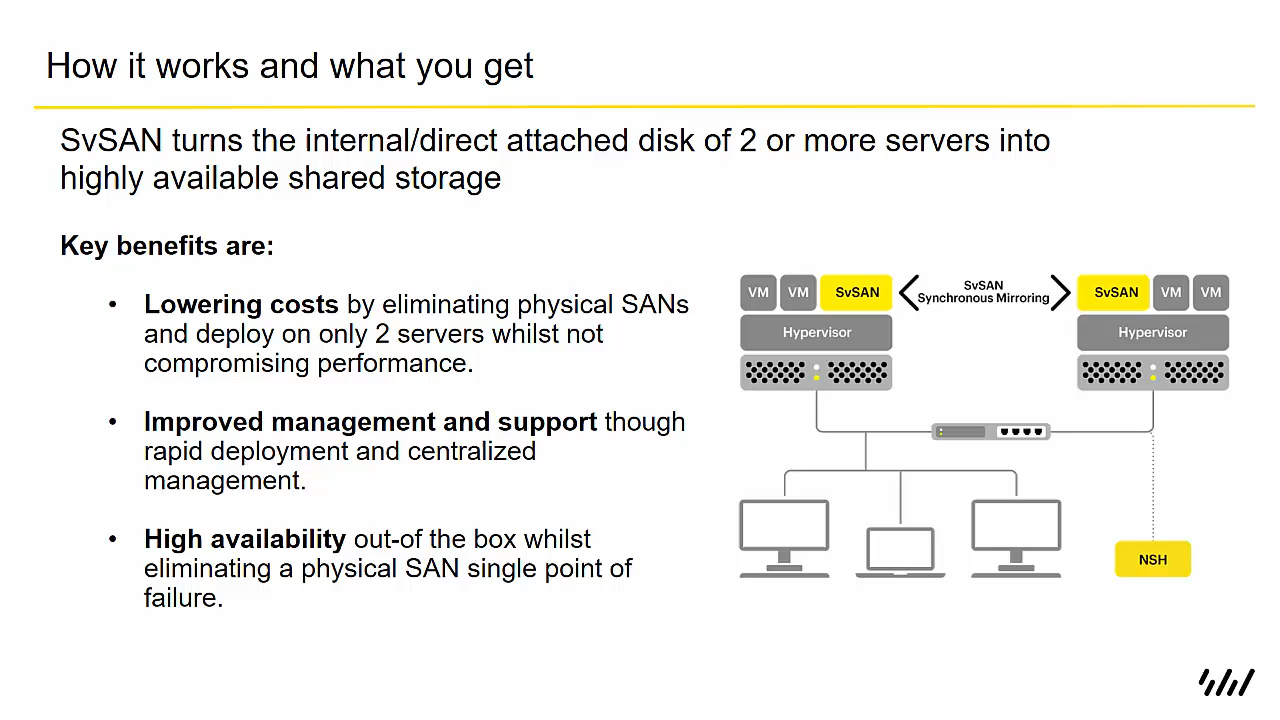 How it works and what you get
SvSAN turns the internal/direct attached disk of 2 or more servers into
highly available shared storage
Key benefits are:
• Lowering costs by eliminating physical SANs
and deploy on only 2 servers whilst not
compromising performance.
• Improved management and support though
rapid deployment and centralized
management.
• High availability out-of the box whilst
eliminating a physical SAN single point of
failure.
VM VM SvSAN
SvSAN
Synchronous Mirroring
SvSAN VM VM
Hypervisor
Hypervisor
NSH